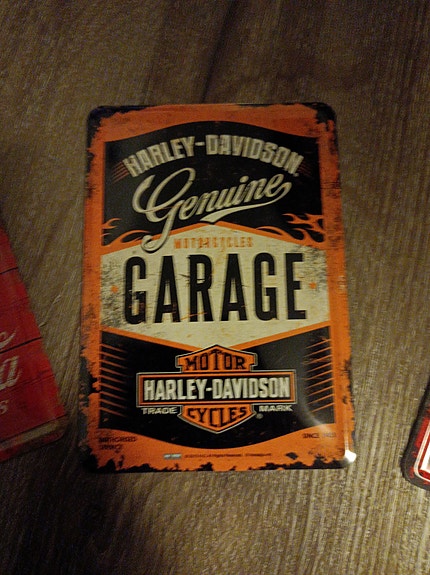 HARLEY-DAVIDSON
Genuine
MOTORCYCLES
GARAGE
MOTOR
HARLEY-DAVIDSON
TRADE MARK
CYCLES
®